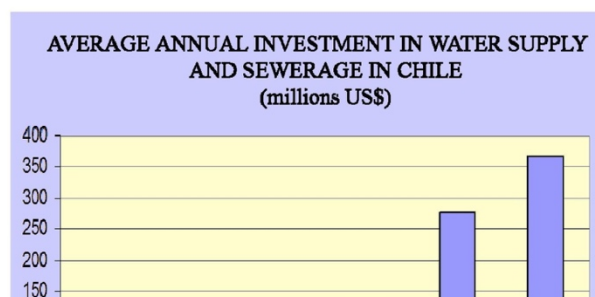 AVERAGE ANNUAL INVESTMENT IN WATER SUPPLY
AND SEWERAGE IN CHILE
(millions US$)
400
350
300
250
200
150